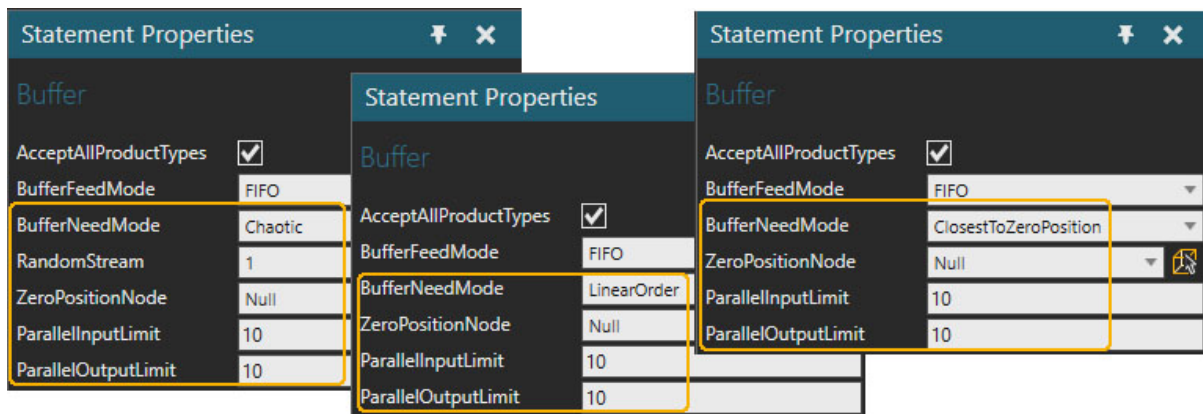 Statement Properties
Buffer
AcceptAllProductTypes
BufferFeedMode FIFO
BufferNeedMode Chaotic
RandomStream 1
ZeroPositionNode Null
ParallelInputLimit 10
ParallelOutputLimit 10
Statement Properties
Buffer
AcceptAllProductTypes
BufferFeedMode FIFO
BufferNeedMode LinearOrder
ZeroPositionNode Null
ParallelInputLimit 10
ParallelOutputLimit 10
Statement Properties
Buffer
AcceptAllProductTypes
BufferFeedMode FIFO
BufferNeedMode ClosestToZeroPosition
ZeroPositionNode Null
ParallelInputLimit 10
ParallelOutputLimit 10